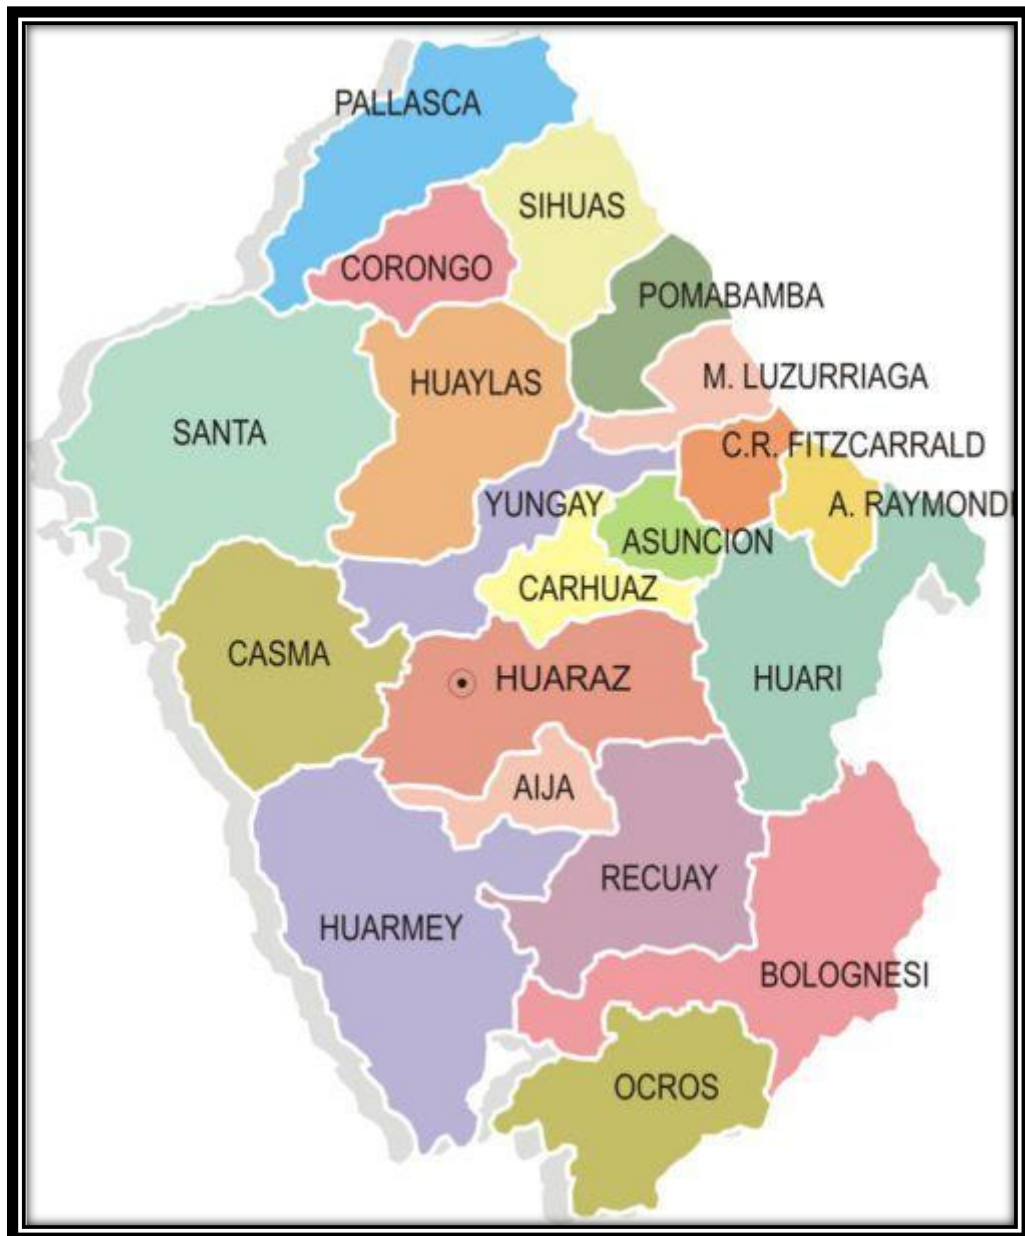 PALLASCA
SIHUAS
CORONGO
POMABAMBA
M. LUZURRIAGA
HUAYLAS
SANTA
C.R. FITZCARRALD
YUNGAY
A. RAYMONDI
ASUNCION
CARHUAZ
CASMA
HUARAZ
HUARI
AIJA
RECUAY
HUARMEY
BOLOGNESI
OCROS